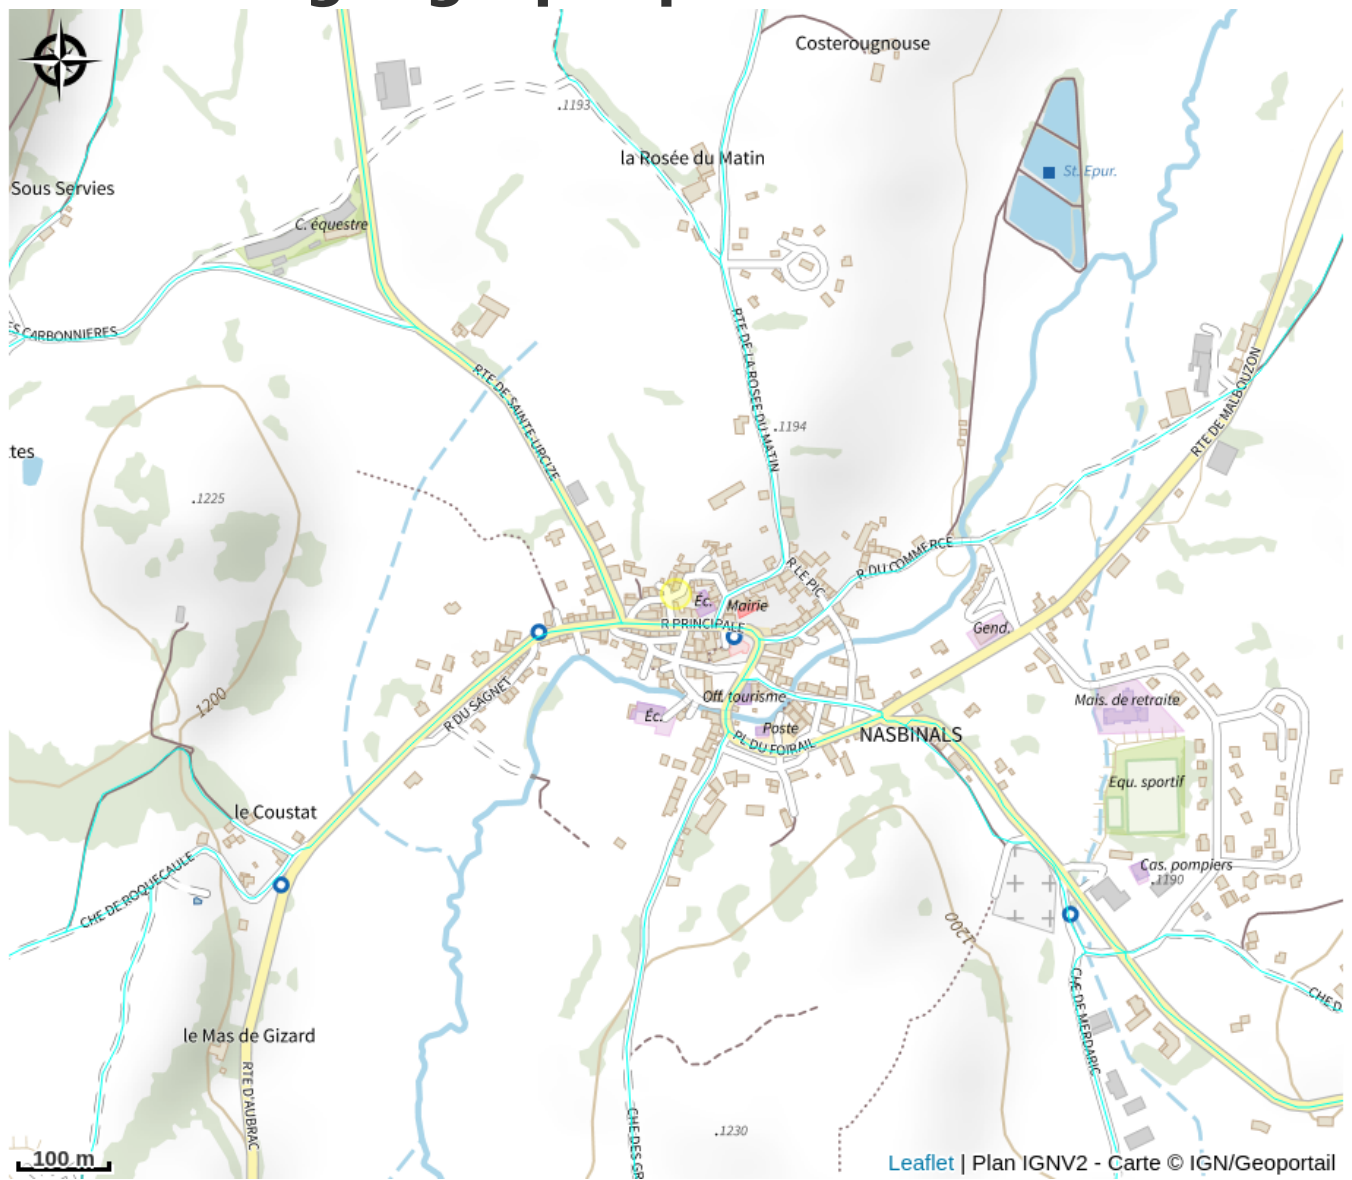 Costerougnouse
.1193
la Rosée du Matin
St. Epur.
Sous Servies
C. équestre
ES CARBONNIERES
RTE DE SAINTE-URCIZE
RTE DE LA ROSEE DU MATIN
RTE DE MALBOUZON
.1194
tes
.1225
R DU COMMERCE
R LE PIC
Éc.
Mairie
R PRINCIPALE
Gend.
R DU SAGNET
1200
Off. tourisme
Mais. de retraite
Éc.
Poste
PL DU FOIRAIL
NASBINALS
Equ. sportif
le Coustat
CHE DE ROQUECAULE
Cas. pompiers
.1190
1200
CHE D
le Mas de Gizard
CHE DE MERDARIC
RTE D'AUBRAC
CHE DES GR
.1230
100 m
Leaflet | Plan IGNV2 - Carte © IGN/Geoportail